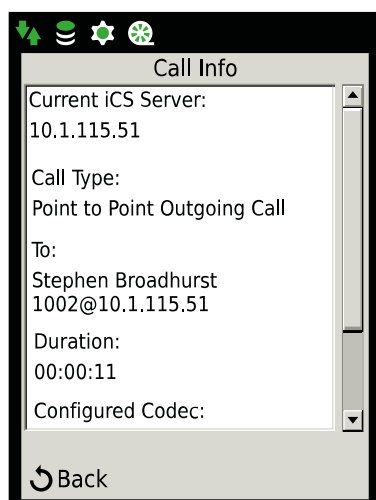 Call Info
Current iCS Server:
10.1.115.51
Call Type:
Point to Point Outgoing Call
To:
Stephen Broadhurst
1002@10.1.115.51
Duration:
00:00:11
Configured Codec:
Back